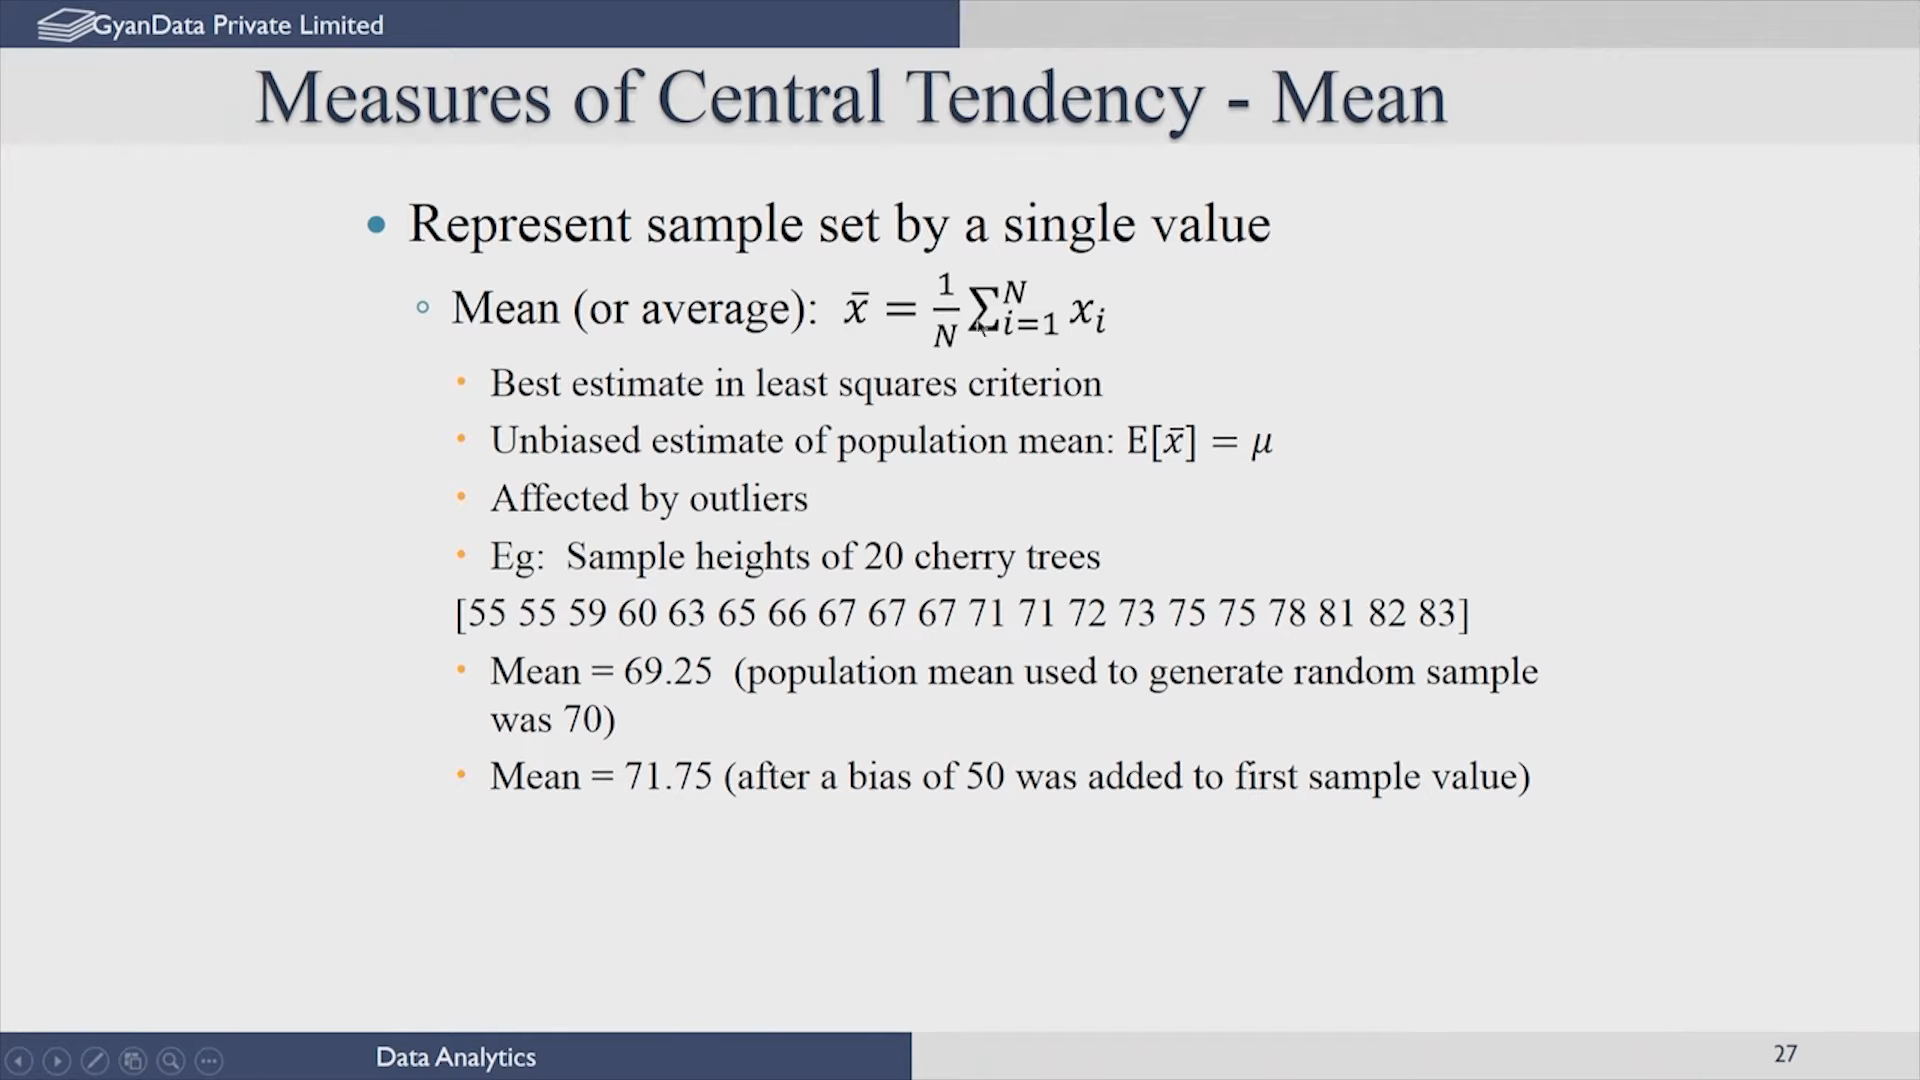 GyanData Private Limited
Measures of Central Tendency - Mean
• Represent sample set by a single value
◦ Mean (or average): x̄ = 1/N ∑ᵢ₌₁ᴺ xᵢ
• Best estimate in least squares criterion
• Unbiased estimate of population mean: E[x̄] = μ
• Affected by outliers
• Eg: Sample heights of 20 cherry trees
[55 55 59 60 63 65 66 67 67 67 71 71 72 73 75 75 78 81 82 83]
• Mean = 69.25 (population mean used to generate random sample
was 70)
• Mean = 71.75 (after a bias of 50 was added to first sample value)
Data Analytics
27